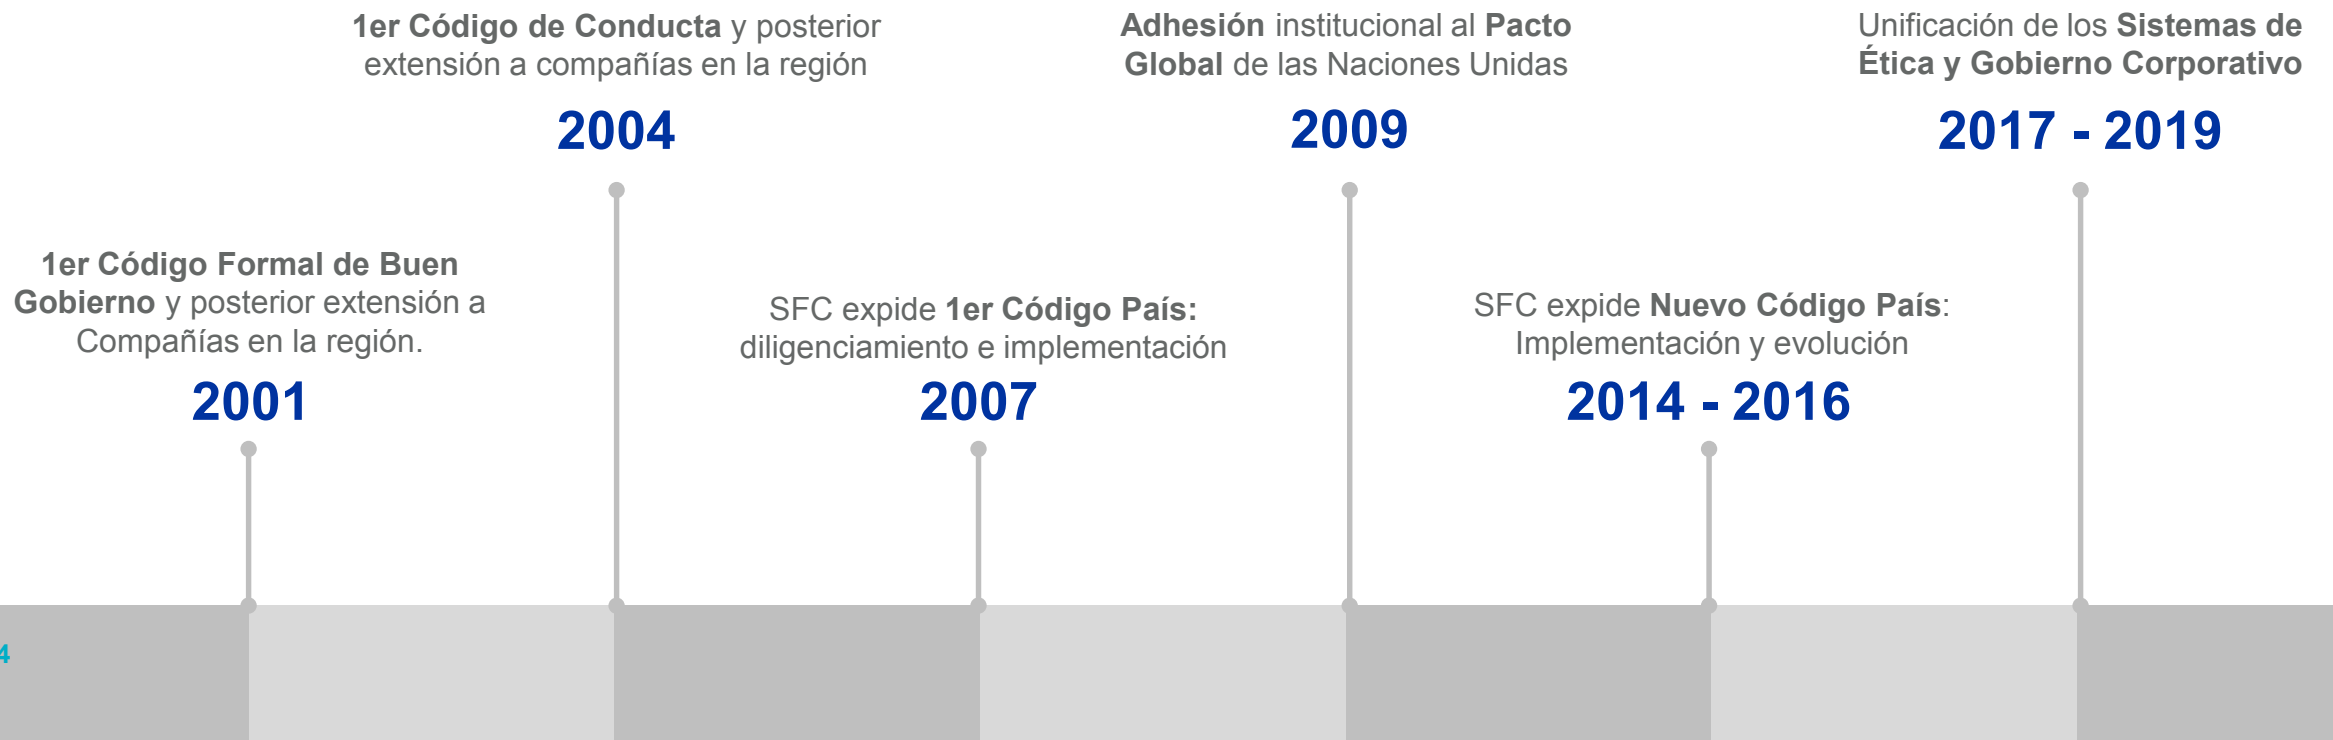 1er Código de Conducta y posterior
extensión a compañías en la región
2004
Adhesión institucional al Pacto
Global de las Naciones Unidas
2009
Unificación de los Sistemas de
Ética y Gobierno Corporativo
2017 - 2019
1er Código Formal de Buen
Gobierno y posterior extensión a
Compañías en la región.
2001
SFC expide 1er Código País:
diligenciamiento e implementación
2007
SFC expide Nuevo Código País:
Implementación y evolución
2014 - 2016
4